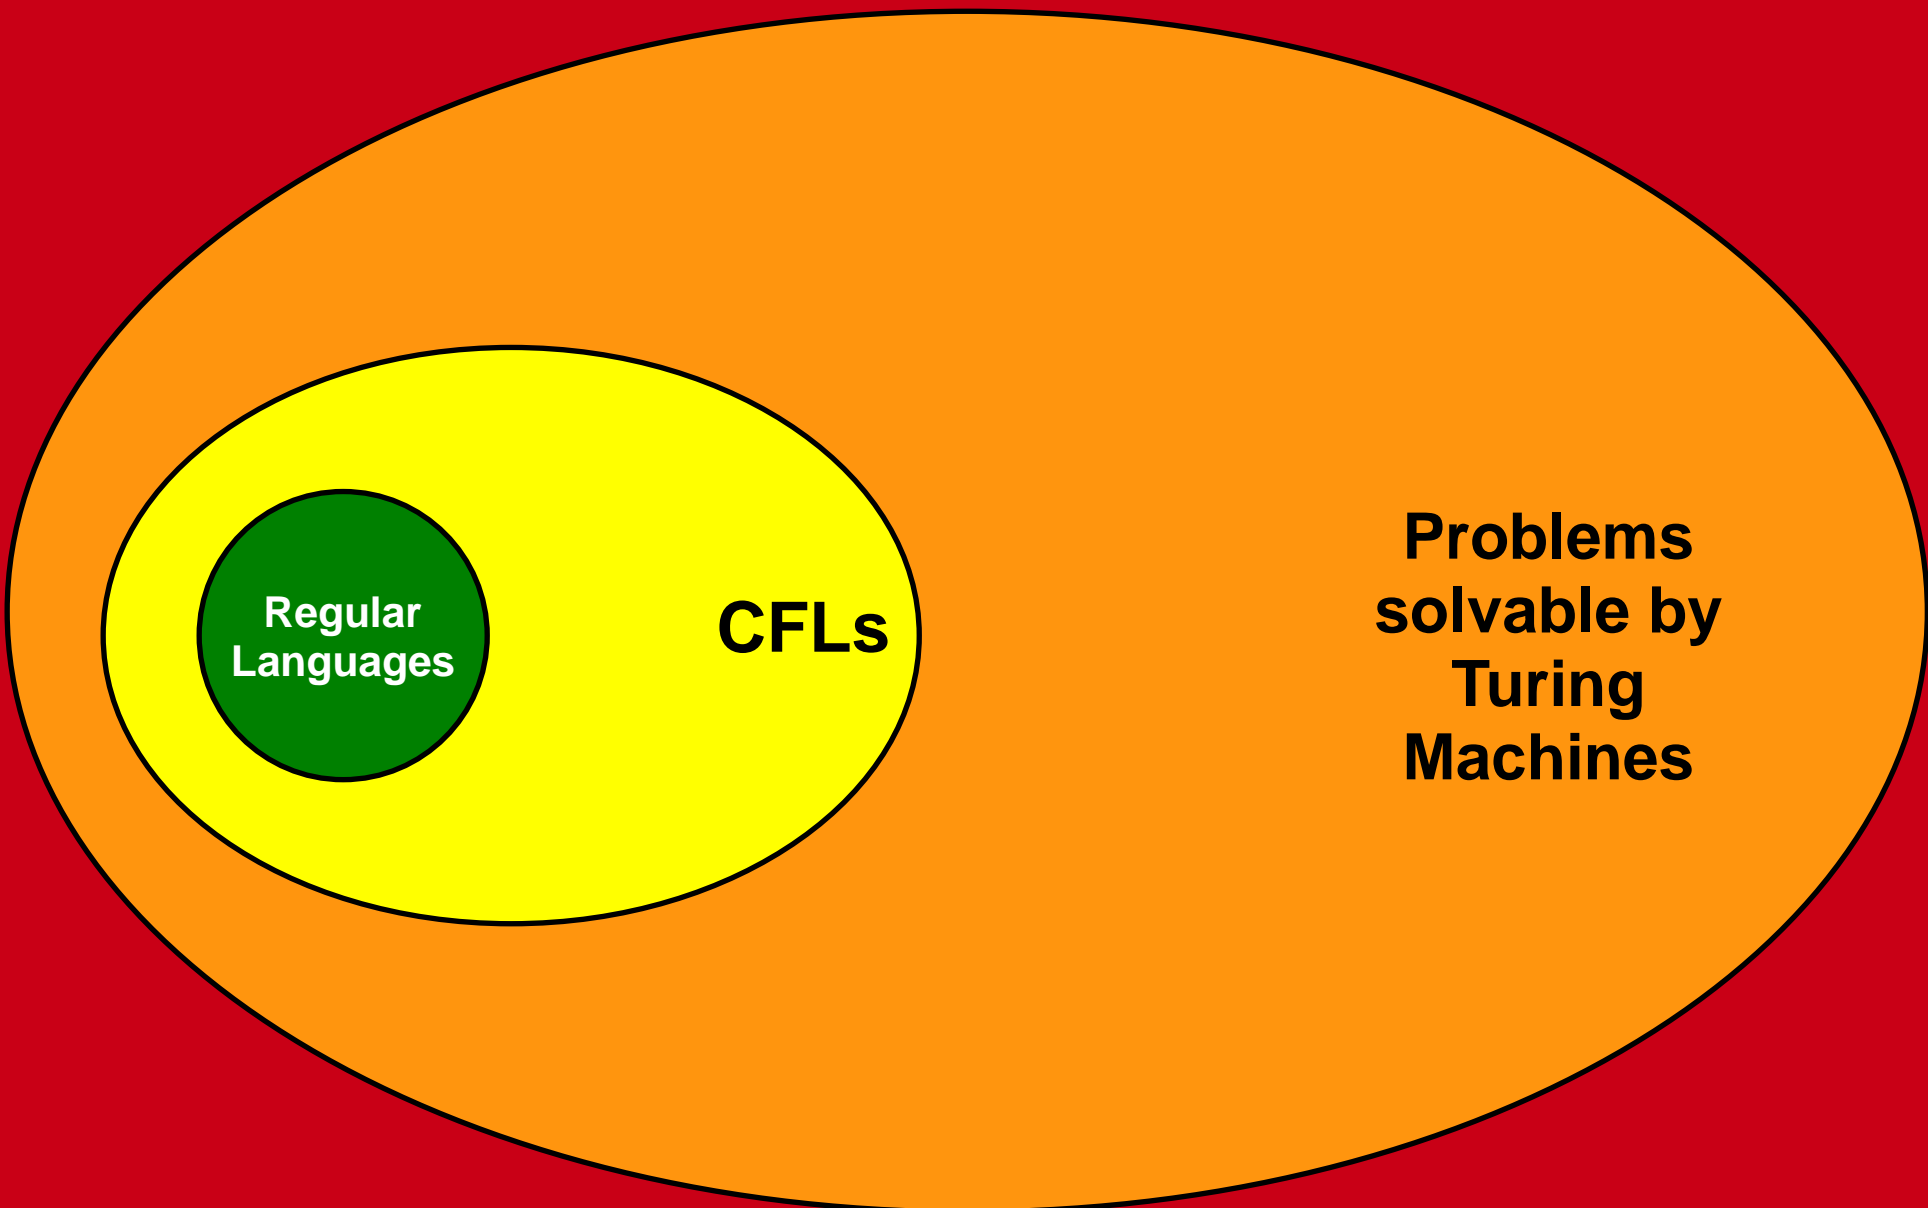 Regular
Languages
CFLs
Problems
solvable by
Turing
Machines